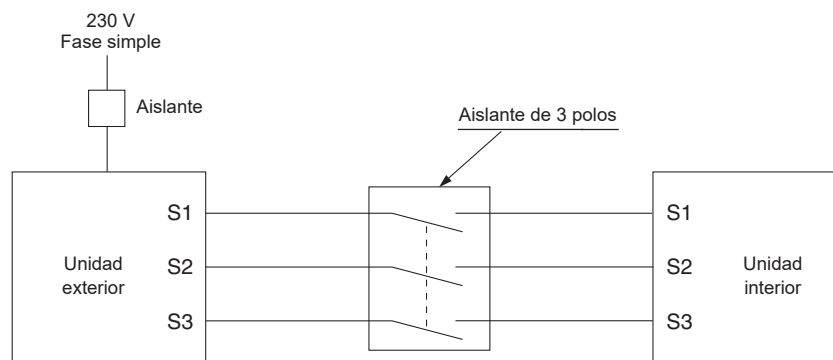 230 V
Fase simple
Aislante
Aislante de 3 polos
S1
S1
Unidad
exterior
S2
S2
Unidad
interior
S3
S3